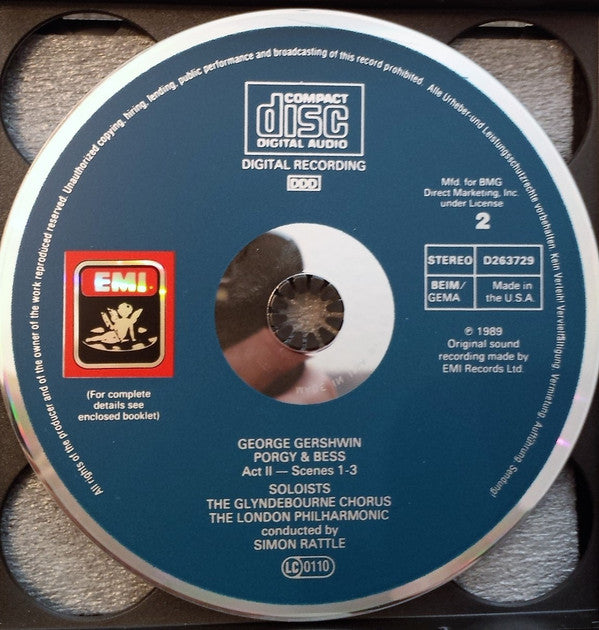 All rights of the producer and of the owner of the work reproduced reserved. Unauthorized copying, hiring, lending, public performance and broadcasting of this record prohibited. Alle Urheber- und Leistungsschutzrechte vorbehalten. Kein Verleih! Vervielfältigung, Vermietung, Aufführung, Sendung!
COMPACT
disc
DIGITAL AUDIO
DIGITAL RECORDING
DDD
Mfd. for BMG
Direct Marketing, Inc.
under License
2
STEREO D263729
BEIM/ Made in
GEMA the U.S.A.
EMI
℗ 1989
Original sound
recording made by
EMI Records Ltd.
(For complete
details see
enclosed booklet)
MADE IN U.S.A.
GEORGE GERSHWIN
PORGY & BESS
Act II — Scenes 1-3
SOLOISTS
THE GLYNDEBOURNE CHORUS
THE LONDON PHILHARMONIC
conducted by
SIMON RATTLE
LC 0110